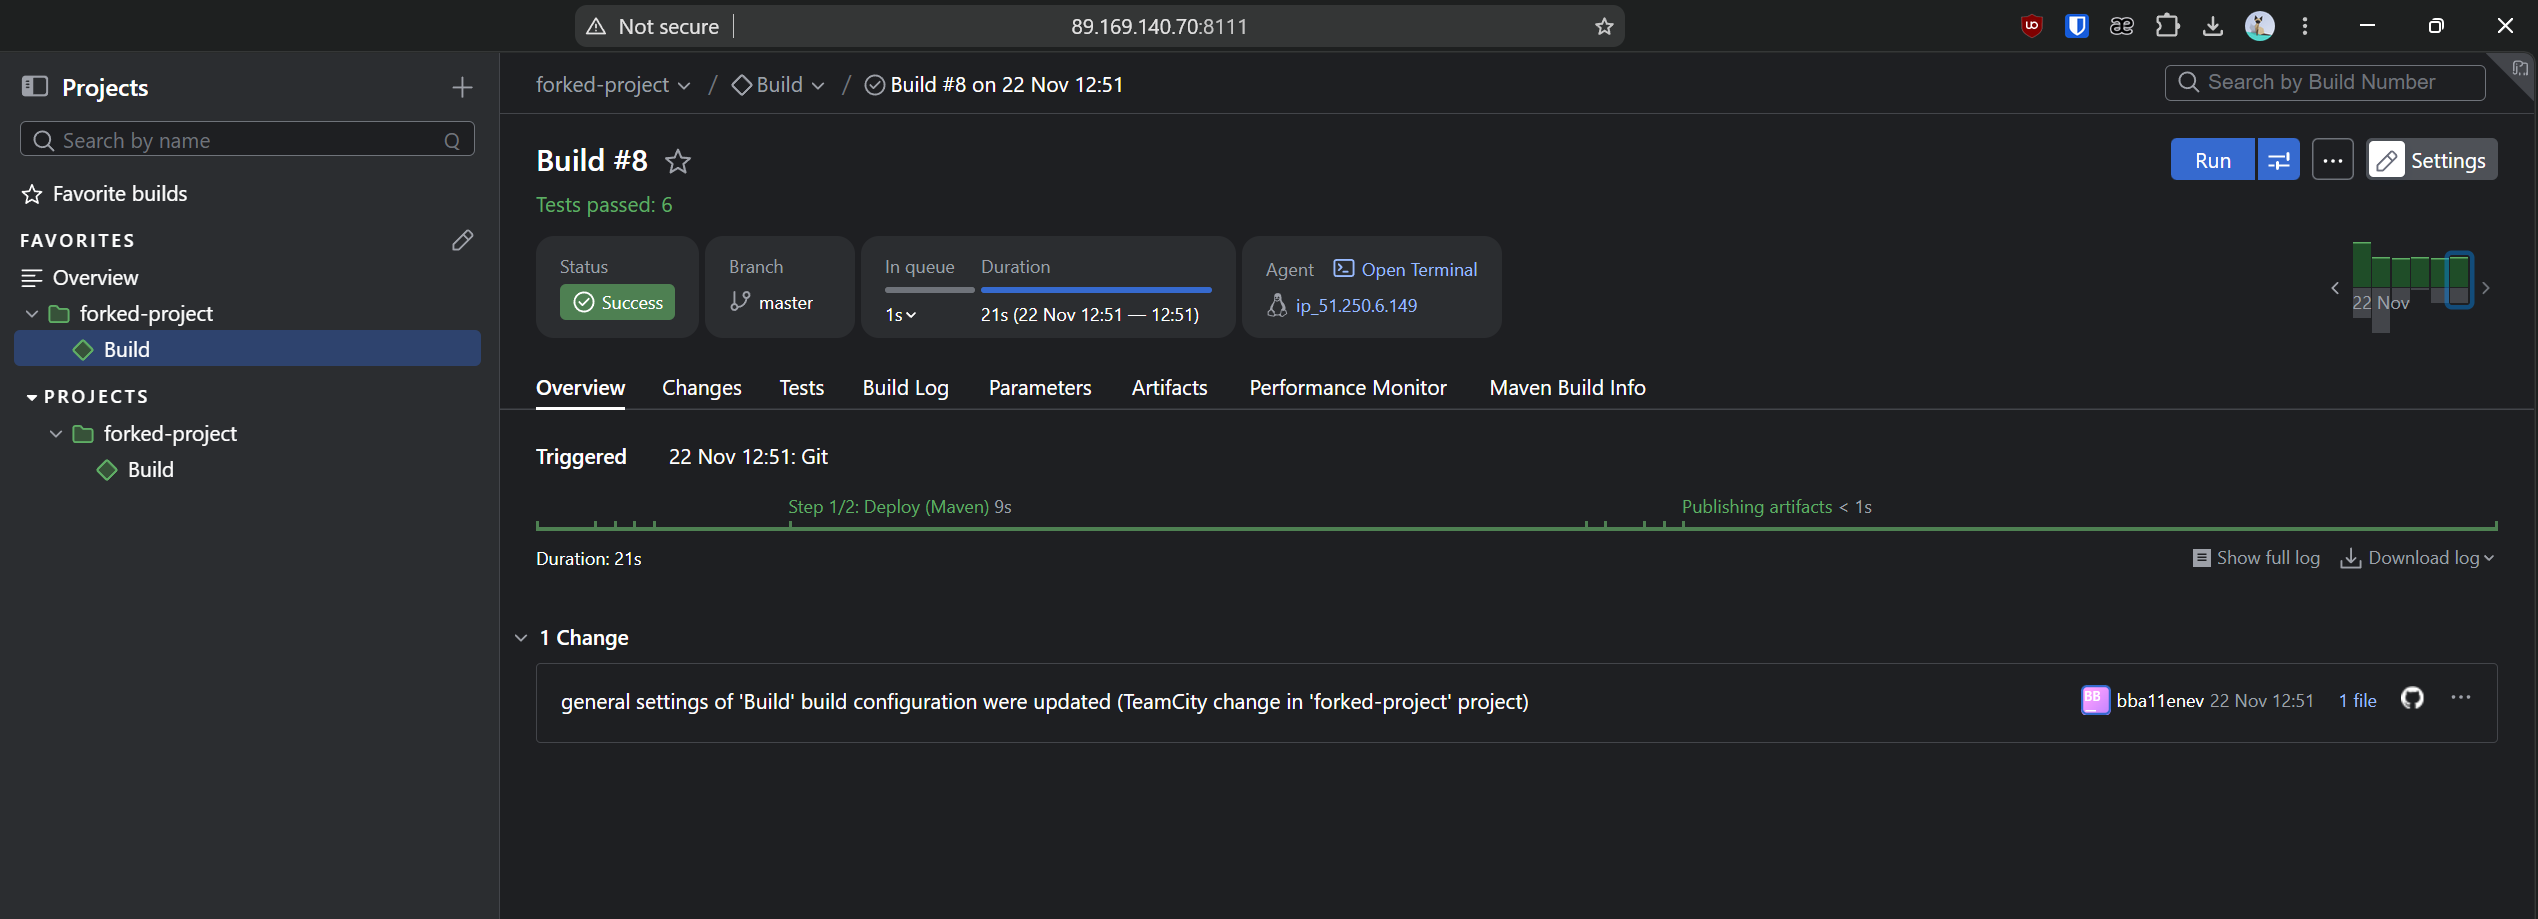 Not secure
89.169.140.70:8111
Projects
Search by name
Q
Favorite builds
FAVORITES
Overview
forked-project
Build
PROJECTS
forked-project
Build
forked-project / Build / Build #8 on 22 Nov 12:51
Search by Build Number
Build #8
Run
Settings
Tests passed: 6
Status
Success
Branch
master
In queue
1s
Duration
21s (22 Nov 12:51 — 12:51)
Agent
Open Terminal
ip_51.250.6.149
22 Nov
Overview
Changes
Tests
Build Log
Parameters
Artifacts
Performance Monitor
Maven Build Info
Triggered
22 Nov 12:51: Git
Step 1/2: Deploy (Maven) 9s
Publishing artifacts < 1s
Duration: 21s
Show full log
Download log
1 Change
general settings of 'Build' build configuration were updated (TeamCity change in 'forked-project' project)
BB
bba11enev 22 Nov 12:51
1 file